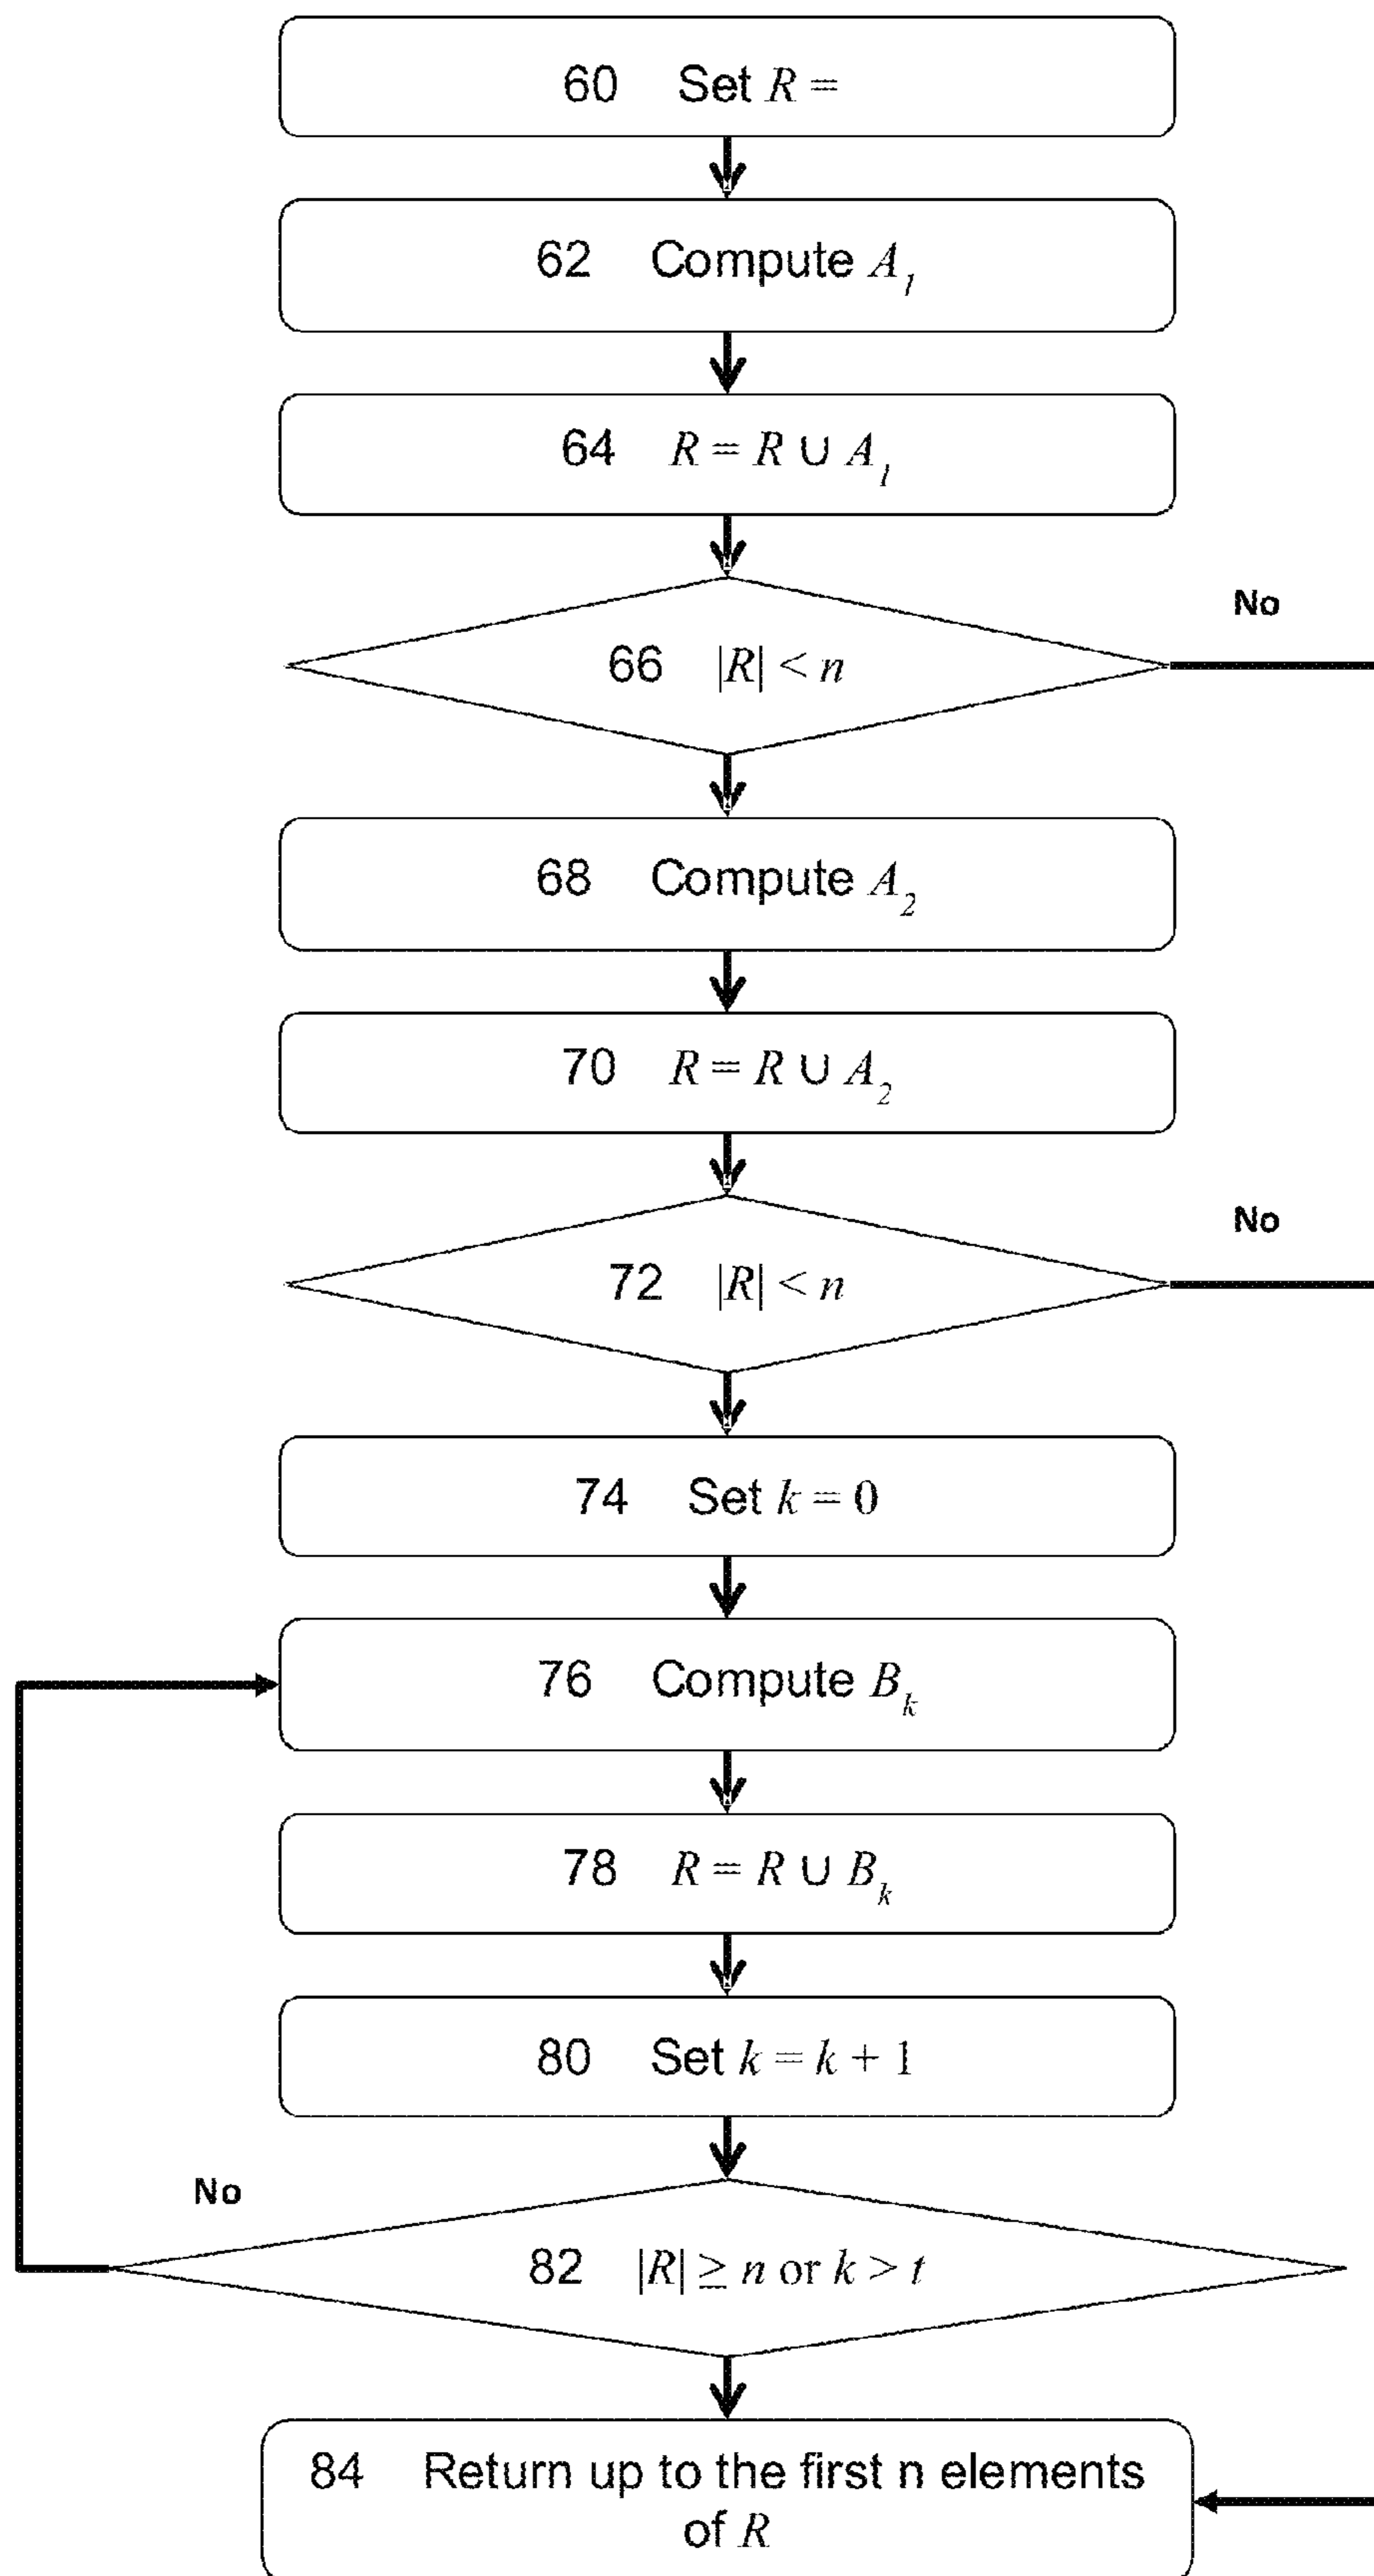 60 Set R =
62 Compute A₁
64 R = R ∪ A₁
No
66 |R| < n
68 Compute A₂
70 R = R ∪ A₂
No
72 |R| < n
74 Set k = 0
76 Compute Bₖ
78 R = R ∪ Bₖ
80 Set k = k + 1
No
82 |R| ≥ n or k > t
84 Return up to the first n elements
of R